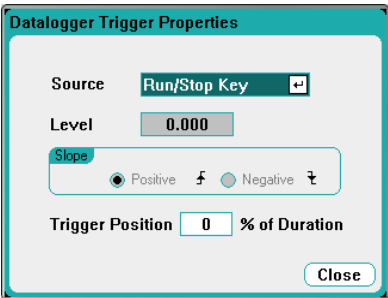 Datalogger Trigger Properties
Source Run/Stop Key
Level 0.000
Slope
Positive Negative
Trigger Position 0 % of Duration
Close